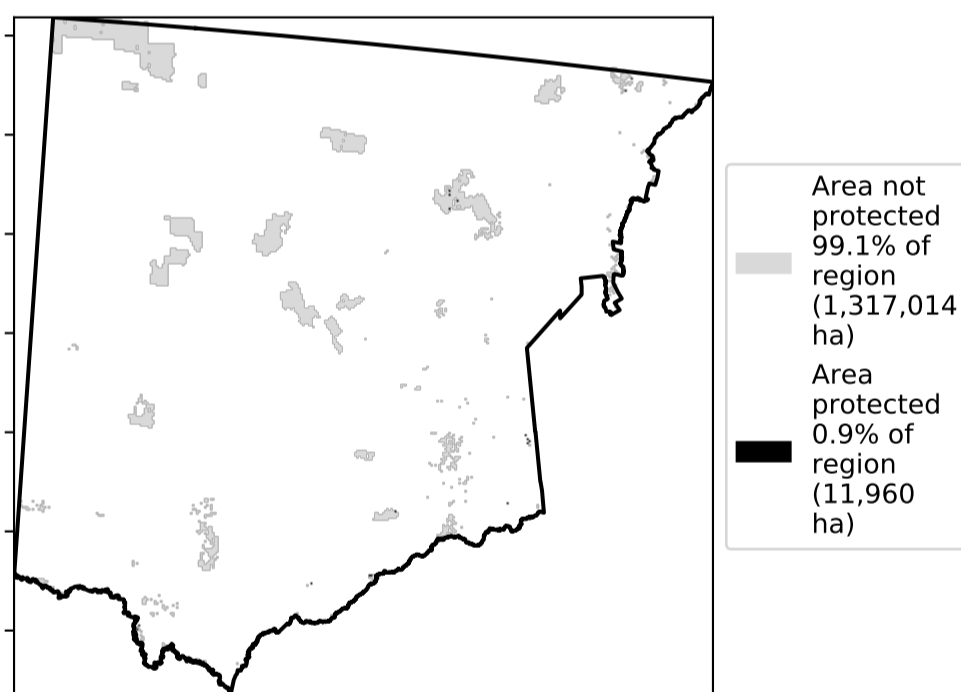 Area not
protected
99.1% of
region
(1,317,014
ha)
Area
protected
0.9% of
region
(11,960
ha)